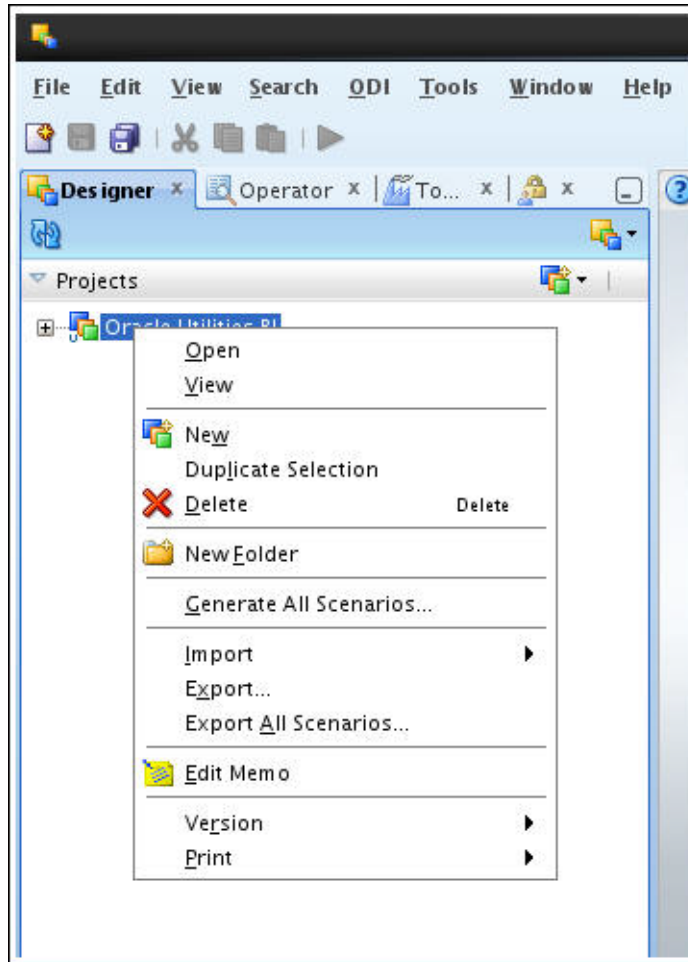 File Edit View Search ODI Tools Window Help
Designer x Operator x To... x x
Projects
Oracle Utilities BI
Open
View
New
Duplicate Selection
Delete Delete
New Folder
Generate All Scenarios...
Import
Export...
Export All Scenarios...
Edit Memo
Version
Print